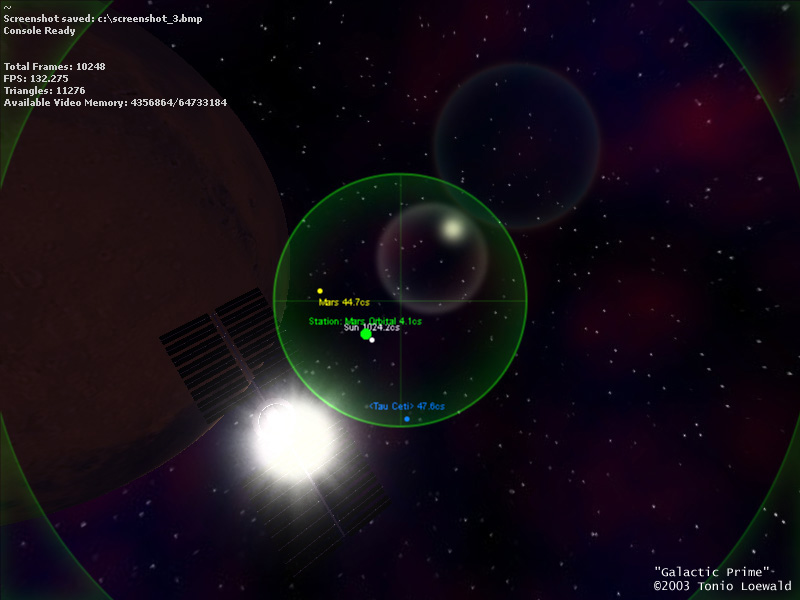 ~
Screenshot saved: c:\screenshot_3.bmp
Console Ready
Total Frames: 10248
FPS: 132.275
Triangles: 11276
Available Video Memory: 4356864/64733184
Mars 44.7cs
Station: Mars Orbital 4.1cs
Sun 1024.2cs
<Tau Ceti> 47.6cs
"Galactic Prime"
©2003 Tonio Loewald